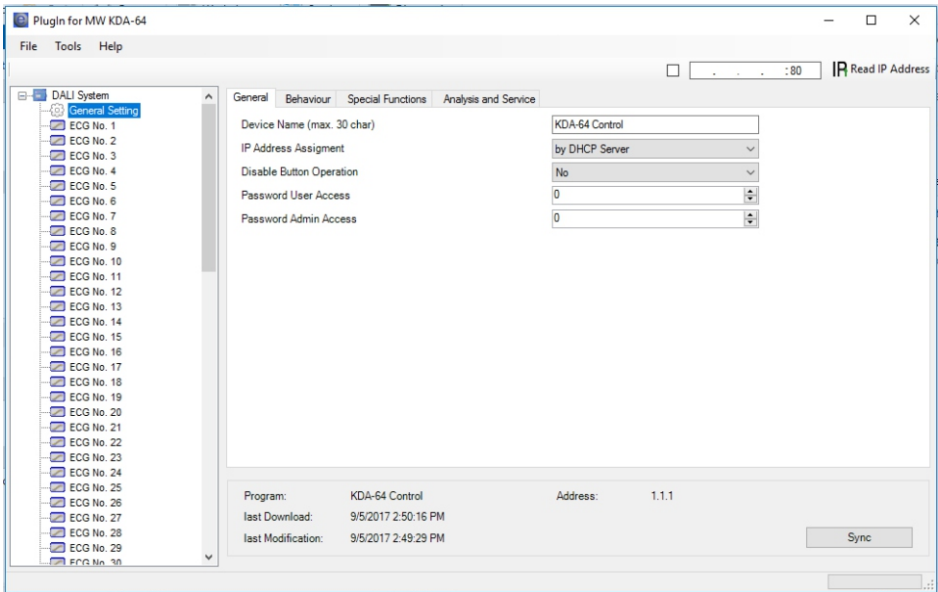 PlugIn for MW KDA-64
File Tools Help
. . . :80 Read IP Address
DALI System
General Setting
ECG No. 1
ECG No. 2
ECG No. 3
ECG No. 4
ECG No. 5
ECG No. 6
ECG No. 7
ECG No. 8
ECG No. 9
ECG No. 10
ECG No. 11
ECG No. 12
ECG No. 13
ECG No. 14
ECG No. 15
ECG No. 16
ECG No. 17
ECG No. 18
ECG No. 19
ECG No. 20
ECG No. 21
ECG No. 22
ECG No. 23
ECG No. 24
ECG No. 25
ECG No. 26
ECG No. 27
ECG No. 28
ECG No. 29
ECG No. 30
General Behaviour Special Functions Analysis and Service
Device Name (max. 30 char) KDA-64 Control
IP Address Assigment by DHCP Server
Disable Button Operation No
Password User Access 0
Password Admin Access 0
Program: KDA-64 Control Address: 1.1.1
last Download: 9/5/2017 2:50:16 PM
last Modification: 9/5/2017 2:49:29 PM
Sync